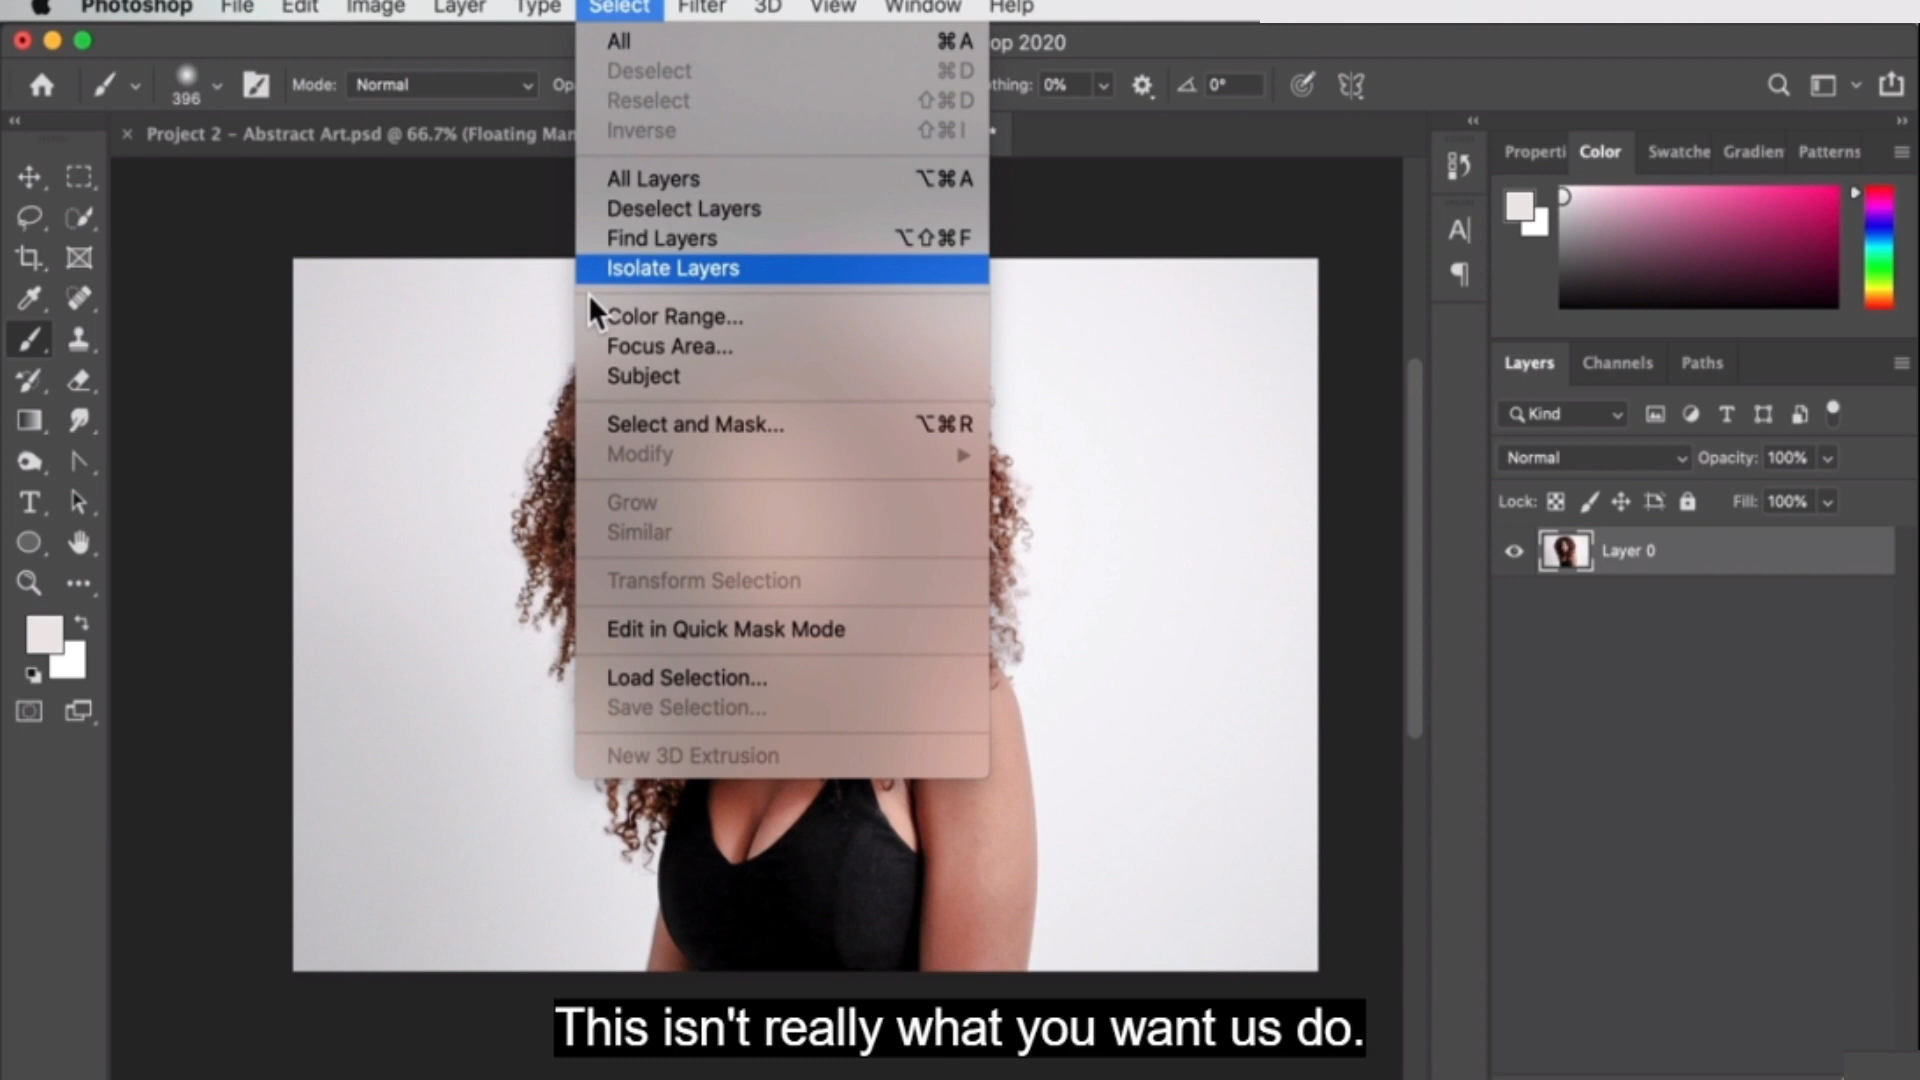 Photoshop File Edit Image Layer Type Select Filter 3D View Window Help
op 2020
396 Mode: Normal Op thing: 0% 0°
× Project 2 – Abstract Art.psd @ 66.7% (Floating Man *
All ⌘A
Deselect ⌘D
Reselect ⇧⌘D
Inverse ⇧⌘I
All Layers ⌥⌘A
Deselect Layers
Find Layers ⌥⇧⌘F
Isolate Layers
Color Range...
Focus Area...
Subject
Select and Mask... ⌥⌘R
Modify
Grow
Similar
Transform Selection
Edit in Quick Mask Mode
Load Selection...
Save Selection...
New 3D Extrusion
Properti Color Swatche Gradien Patterns
Layers Channels Paths
Kind
Normal Opacity: 100%
Lock: Fill: 100%
Layer 0
This isn't really what you want us do.